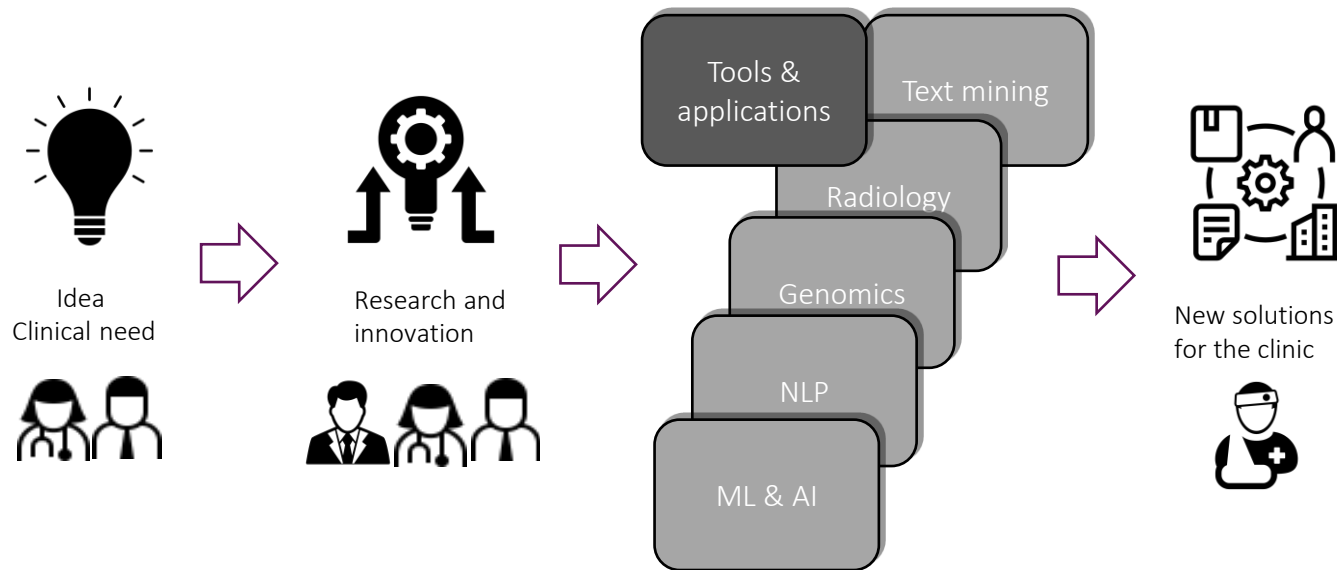 Idea
Clinical need
Research and
innovation
Tools &
applications
Text mining
Radiology
Genomics
NLP
ML & AI
New solutions
for the clinic